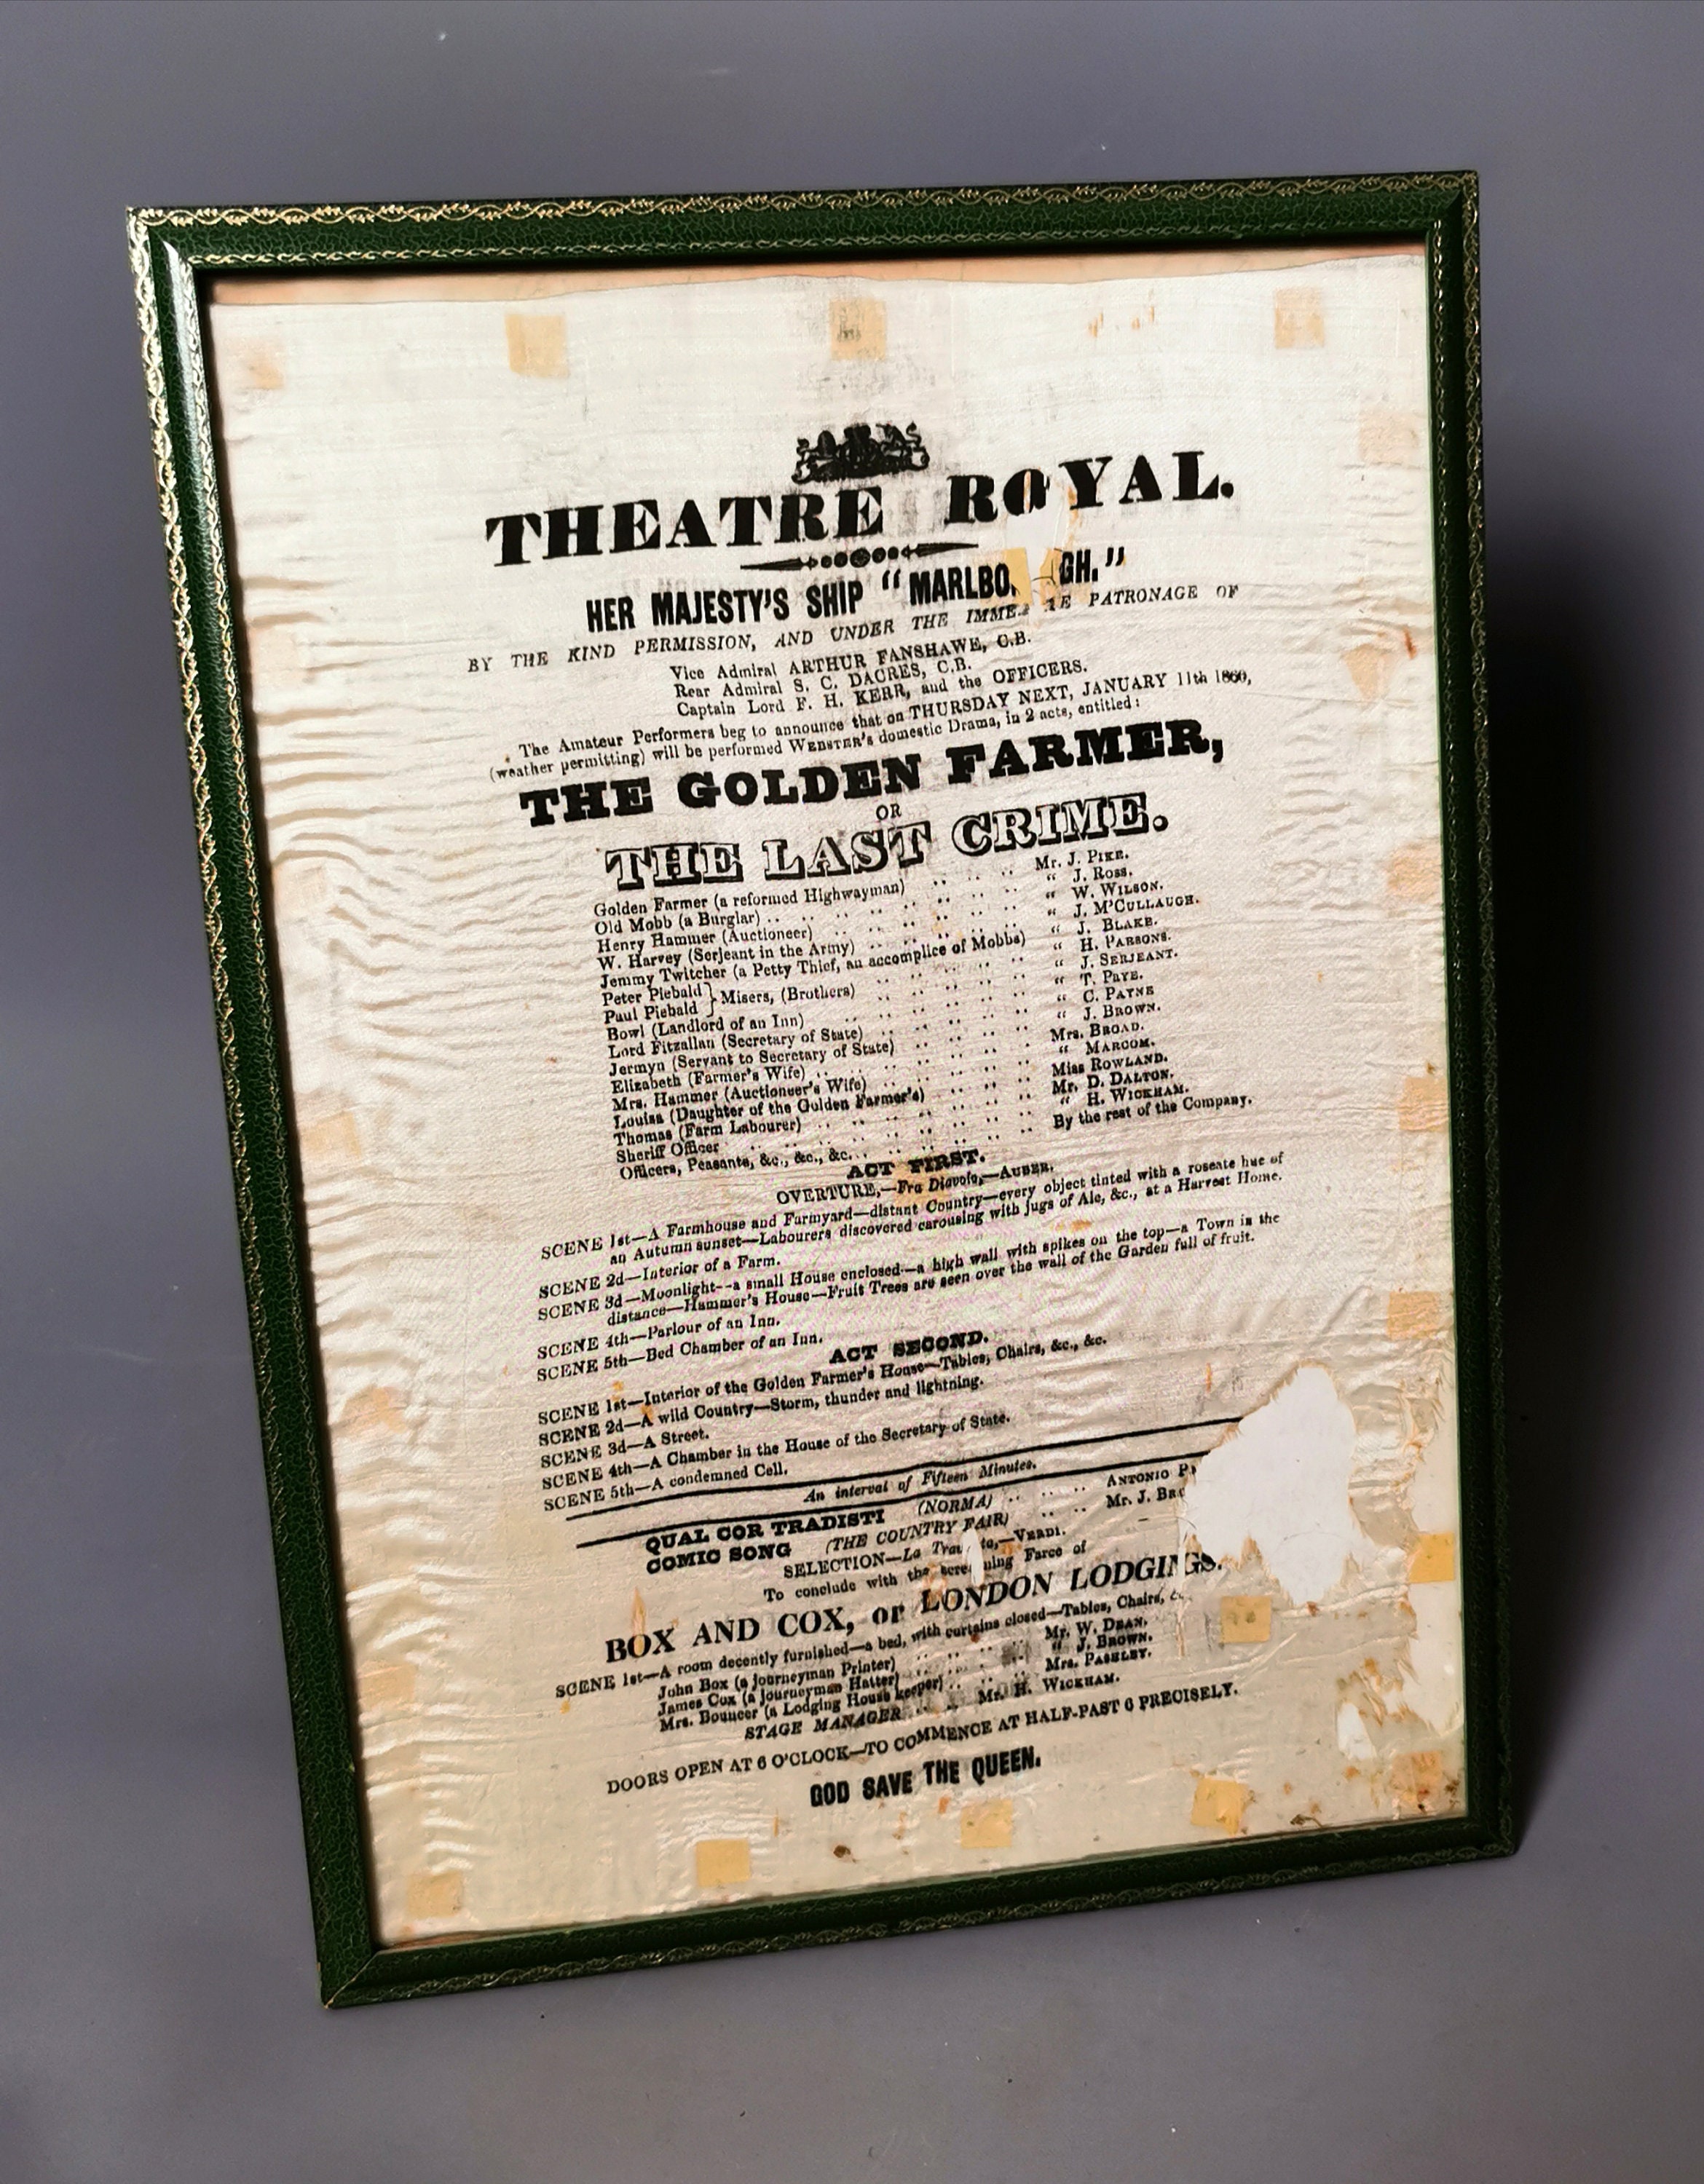 THEATRE ROYAL.
HER MAJESTY'S SHIP "MARLBO GH."
BY THE KIND PERMISSION, AND UNDER THE IMME TE PATRONAGE OF
Vice Admiral ARTHUR FANSHAWE, C.B.
Rear Admiral S. C. DACRES, C.B.
Captain Lord F. H. KERR, and the OFFICERS.
The Amateur Performers beg to announce that on THURSDAY NEXT, JANUARY 11th 1860,
(weather permitting) will be performed WEBSTER's domestic Drama, in 2 acts, entitled:
THE GOLDEN FARMER,
OR
THE LAST CRIME.
Golden Farmer (a reformed Highwayman) .. .. .. Mr. J. PIKE.
Old Mobb (a Burglar) .. .. .. .. .. .. " J. ROSS.
Henry Hammer (Auctioneer) .. .. .. .. .. " W. WILSON.
W. Harvey (Serjeant in the Army) .. .. .. .. " J. M'CULLAUGH.
Jemmy Twitcher (a Petty Thief, an accomplice of Mobbs) " J. BLAKE.
Peter Piebald } Misers, (Brothers) .. .. .. .. " H. PARSONS.
Paul Piebald " J. SERJEANT.
Bowl (Landlord of an Inn) .. .. .. .. .. " T. PRYE.
Lord Fitzallan (Secretary of State) .. .. .. .. " C. PAYNE
Jermyn (Servant to Secretary of State) .. .. .. " J. BROWN.
Elizabeth (Farmer's Wife) .. .. .. .. .. Mrs. BROAD.
Mrs. Hammer (Auctioneer's Wife) .. .. .. .. " MARCOM.
Louisa (Daughter of the Golden Farmer's) .. .. .. Miss ROWLAND.
Thomas (Farm Labourer) .. .. .. .. .. Mr. D. DALTON.
Sheriff Officer .. .. .. .. .. .. " H. WICKHAM.
Officers, Peasants, &c., &c., &c... .. .. .. .. By the rest of the Company.
ACT FIRST.
OVERTURE,—Fra Diavolo,—AUBER.
SCENE 1st—A Farmhouse and Farmyard—distant Country—every object tinted with a roseate hue of
an Autumn sunset—Labourers discovered carousing with jugs of Ale, &c., at a Harvest Home.
SCENE 2d—Interior of a Farm.
SCENE 3d—Moonlight--a small House enclosed—a high wall with spikes on the top—a Town in the
distance—Hammer's House—Fruit Trees are seen over the wall of the Garden full of fruit.
SCENE 4th—Parlour of an Inn.
SCENE 5th—Bed Chamber of an Inn.
ACT SECOND.
SCENE 1st—Interior of the Golden Farmer's House—Tables, Chairs, &c., &c.
SCENE 2d—A wild Country—Storm, thunder and lightning.
SCENE 3d—A Street.
SCENE 4th—A Chamber in the House of the Secretary of State.
SCENE 5th—A condemned Cell.
An interval of Fifteen Minutes.
QUAL COR TRADISTI (NORMA) .. .. .. ANTONIO P
COMIC SONG (THE COUNTRY FAIR) .. .. Mr. J. BRO
SELECTION—La Trav ta,—VERDI.
To conclude with the scre ming Farce of
BOX AND COX, or LONDON LODGINGS.
SCENE 1st—A room decently furnished—a bed, with curtains closed—Tables, Chairs, &c.
John Box (a journeyman Printer) .. .. .. .. Mr. W. DEAN.
James Cox (a journeyman Hatter) .. .. .. .. " J. BROWN.
Mrs. Bouncer (a Lodging House keeper) .. .. .. Mrs. PASHLEY.
STAGE MANAGER .. .. Mr. H. WICKHAM.
DOORS OPEN AT 6 O'CLOCK—TO COMMENCE AT HALF-PAST 6 PRECISELY.
GOD SAVE THE QUEEN.